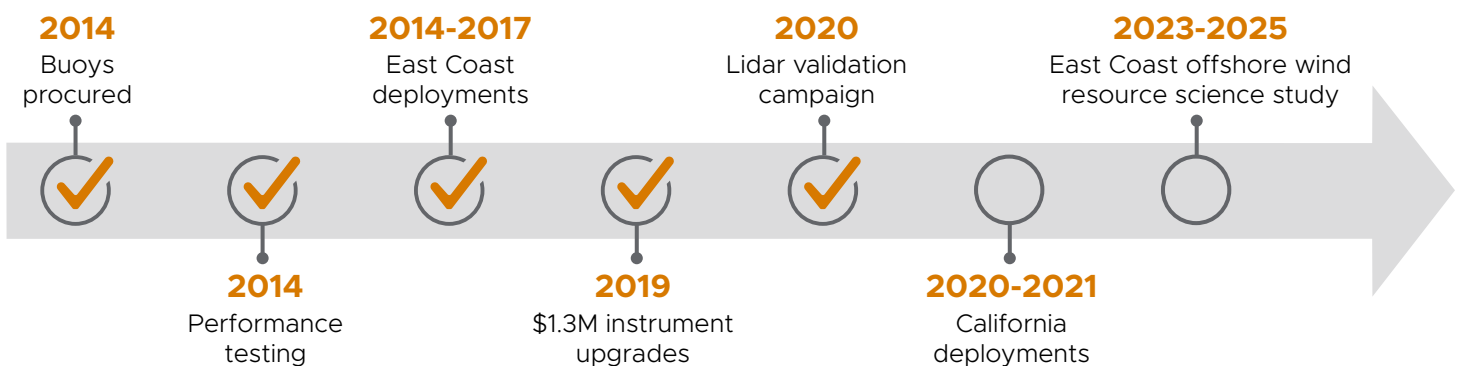 2014
Buoys
procured
2014
Performance
testing
2014-2017
East Coast
deployments
2019
$1.3M instrument
upgrades
2020
Lidar validation
campaign
2020-2021
California
deployments
2023-2025
East Coast offshore wind
resource science study